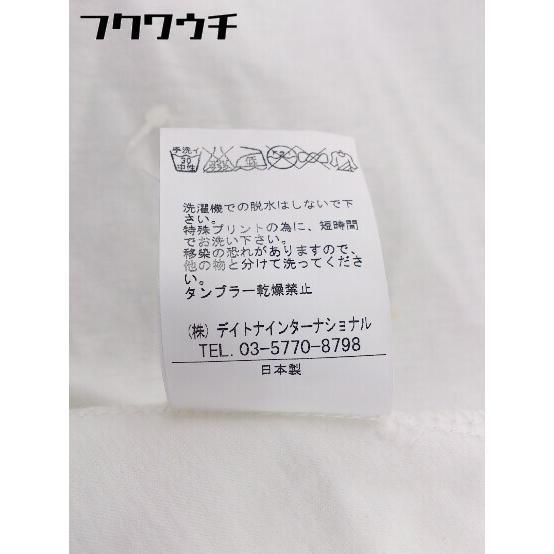 フクワウチ
手洗イ
30
中性
洗濯機での脱水はしないで下
さい。
特殊プリントの為に、短時間
でお洗い下さい。
移染の恐れがありますので、
他の物と分けて洗ってくださ
い。
タンブラー乾燥禁止
(株) デイトナインターナショナル
TEL. 03-5770-8798
日本製